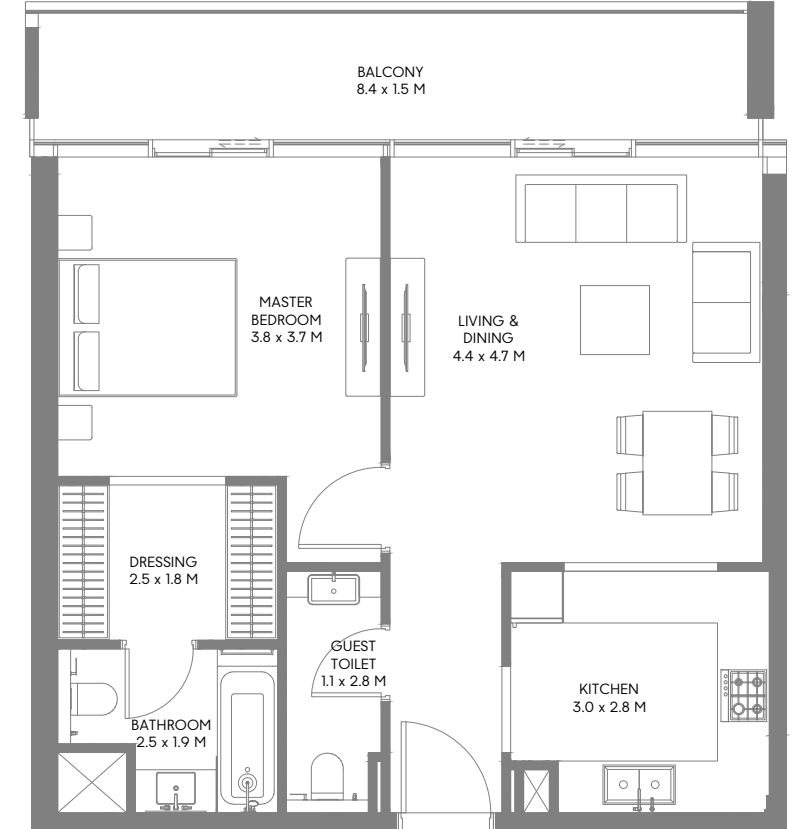 BALCONY
8.4 x 1.5 M
MASTER
BEDROOM
3.8 x 3.7 M
LIVING &
DINING
4.4 x 4.7 M
DRESSING
2.5 x 1.8 M
GUEST
TOILET
1.1 x 2.8 M
KITCHEN
3.0 x 2.8 M
BATHROOM
2.5 x 1.9 M